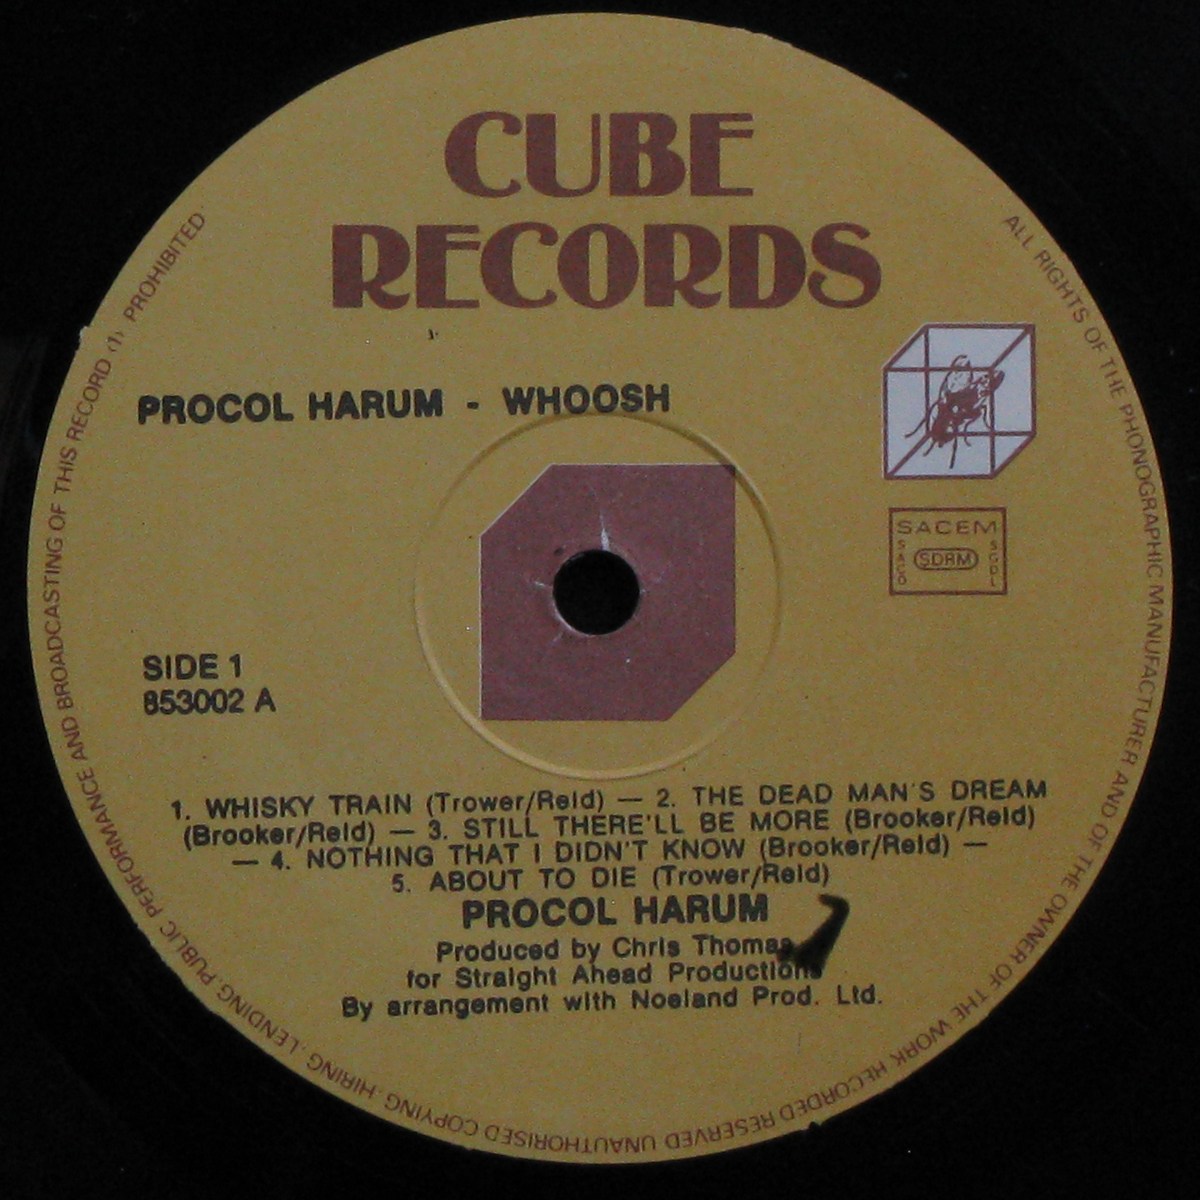 CUBE
RECORDS
PROCOL HARUM - WHOOSH
SACEM
SACD
SDRM
SGDL
SIDE 1
853002 A
1. WHISKY TRAIN (Trower/Reid) — 2. THE DEAD MAN'S DREAM
(Brooker/Reid) — 3. STILL THERE'LL BE MORE (Brooker/Reid)
— 4. NOTHING THAT I DIDN'T KNOW (Brooker/Reid) —
5. ABOUT TO DIE (Trower/Reid)
PROCOL HARUM
Produced by Chris Thomas
for Straight Ahead Productions
By arrangement with Noeland Prod. Ltd.
ALL RIGHTS OF THE PHONOGRAPHIC MANUFACTURER AND OF THE OWNER OF THE WORK RECORDED RESERVED UNAUTHORISED COPYING. HIRING. LENDING. PUBLIC PERFORMANCE AND BROADCASTING OF THIS RECORD (1) PROHIBITED